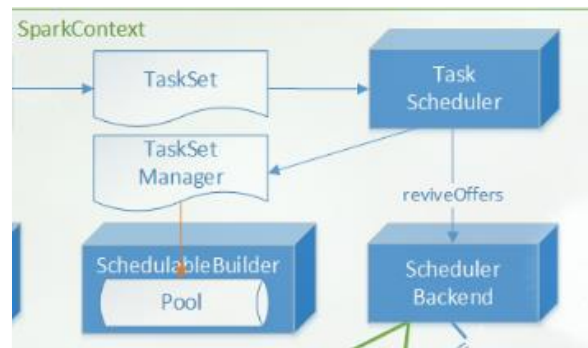 SparkContext
TaskSet
Task
Scheduler
TaskSet
Manager
reviveOffers
SchedulableBuilder
Pool
Scheduler
Backend